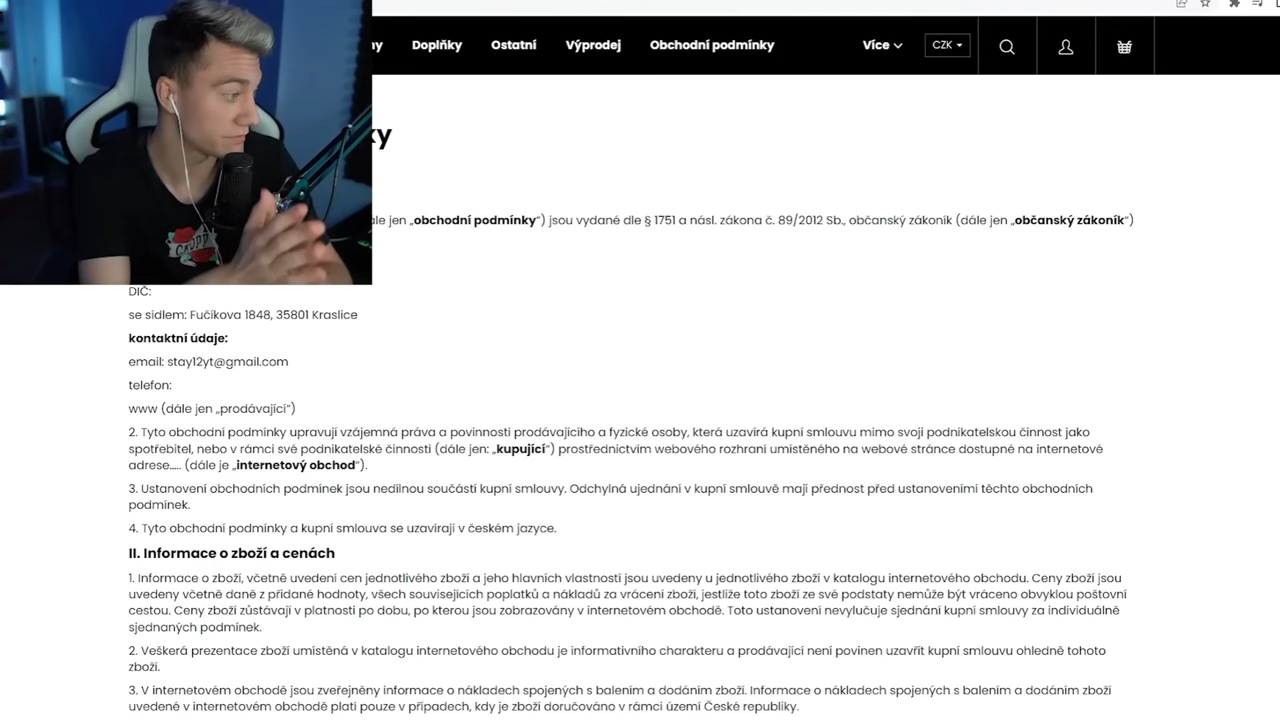 Doplňky Ostatní Výprodej Obchodní podmínky Více CZK
ale jen „obchodní podmínky“) jsou vydané dle § 1751 a násl. zákona č. 89/2012 Sb., občanský zákoník (dále jen „občanský zákoník“)
DIČ:
se sídlem: Fučíkova 1848, 35801 Kraslice
kontaktní údaje:
email: stay12yt@gmail.com
telefon:
www (dále jen „prodávající“)
2. Tyto obchodní podmínky upravují vzájemná práva a povinnosti prodávajícího a fyzické osoby, která uzavírá kupní smlouvu mimo svoji podnikatelskou činnost jako
spotřebitel, nebo v rámci své podnikatelské činnosti (dále jen: „kupující“) prostřednictvím webového rozhraní umístěného na webové stránce dostupné na internetové
adrese..... (dále je „internetový obchod“).
3. Ustanovení obchodních podmínek jsou nedílnou součástí kupní smlouvy. Odchylná ujednání v kupní smlouvě mají přednost před ustanoveními těchto obchodních
podmínek.
4. Tyto obchodní podmínky a kupní smlouva se uzavírají v českém jazyce.
II. Informace o zboží a cenách
1. Informace o zboží, včetně uvedení cen jednotlivého zboží a jeho hlavních vlastností jsou uvedeny u jednotlivého zboží v katalogu internetového obchodu. Ceny zboží jsou
uvedeny včetně daně z přidané hodnoty, všech souvisejících poplatků a nákladů za vrácení zboží, jestliže toto zboží ze své podstaty nemůže být vráceno obvyklou poštovní
cestou. Ceny zboží zůstávají v platnosti po dobu, po kterou jsou zobrazovány v internetovém obchodě. Toto ustanovení nevylučuje sjednání kupní smlouvy za individuálně
sjednaných podmínek.
2. Veškerá prezentace zboží umístěná v katalogu internetového obchodu je informativního charakteru a prodávající není povinen uzavřít kupní smlouvu ohledně tohoto
zboží.
3. V internetovém obchodě jsou zveřejněny informace o nákladech spojených s balením a dodáním zboží. Informace o nákladech spojených s balením a dodáním zboží
uvedené v internetovém obchodě platí pouze v případech, kdy je zboží doručováno v rámci území České republiky.